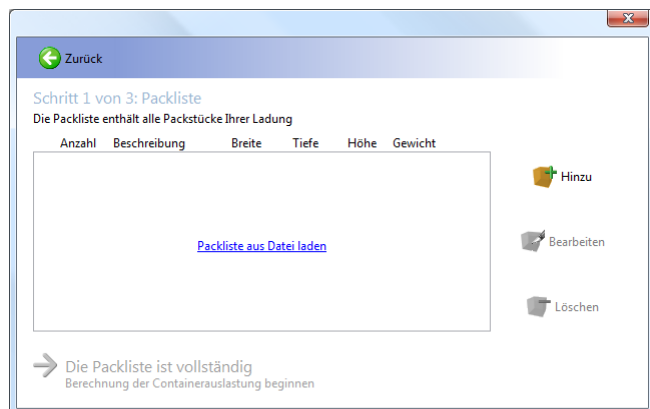 Zurück
Schritt 1 von 3: Packliste
Die Packliste enthält alle Packstücke Ihrer Ladung
Anzahl Beschreibung Breite Tiefe Höhe Gewicht
Hinzu
Packliste aus Datei laden
Bearbeiten
Löschen
Die Packliste ist vollständig
Berechnung der Containerauslastung beginnen